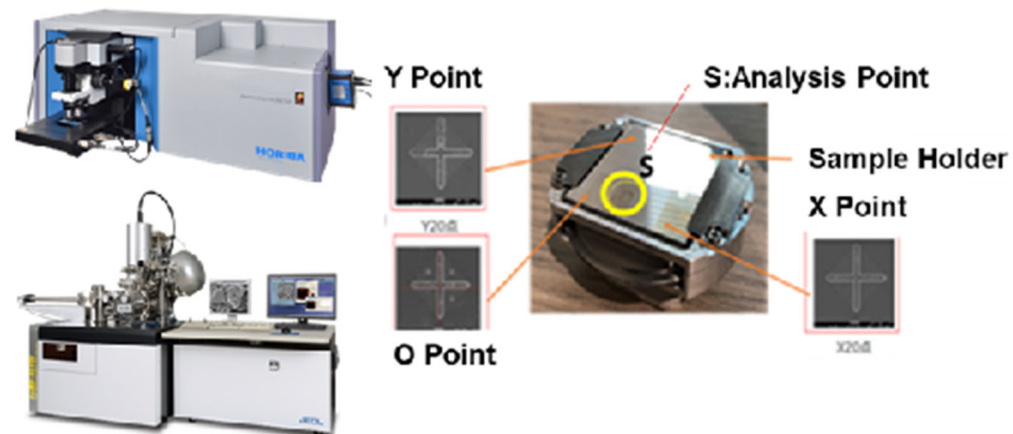 HORIBA
Y Point
S:Analysis Point
S
Sample Holder
X Point
Y20点
X20点
O Point